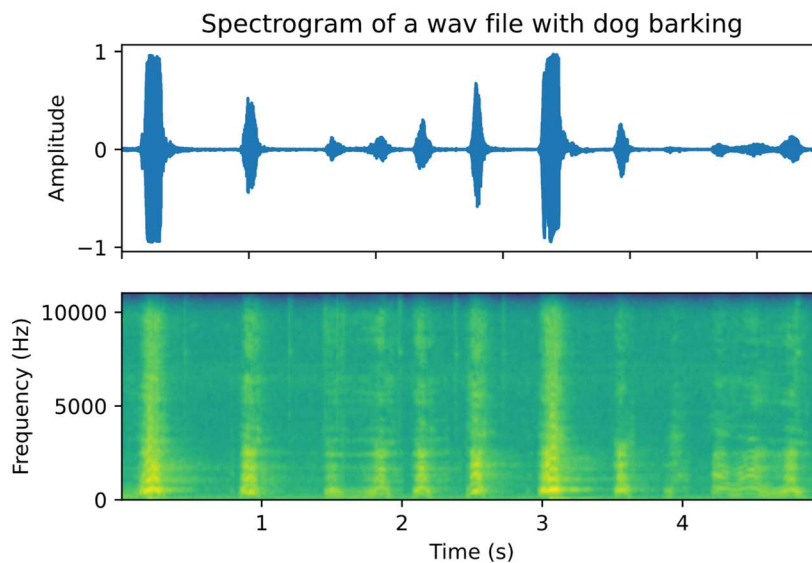 Spectrogram of a wav file with dog barking
1
Amplitude
0
−1
10000
Frequency (Hz)
5000
0
1 2 3 4
Time (s)